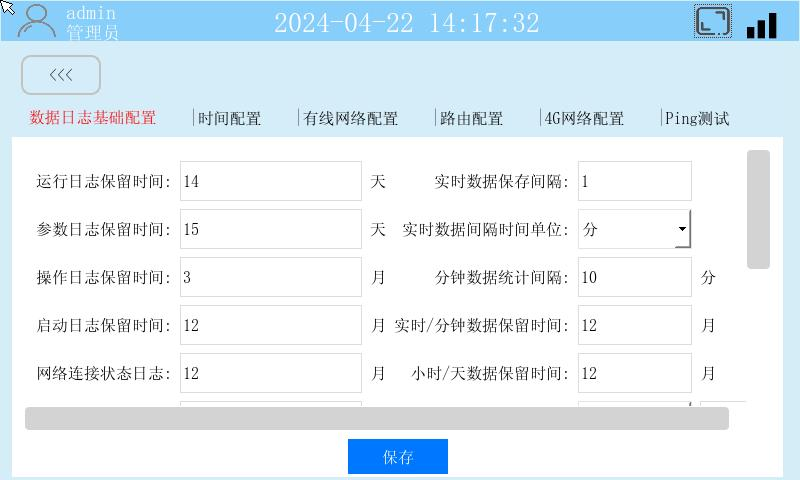 admin
管理员
2024-04-22 14:17:32
<<<
数据日志基础配置 时间配置 有线网络配置 路由配置 4G网络配置 Ping测试
运行日志保留时间: 14 天 实时数据保存间隔: 1
参数日志保留时间: 15 天 实时数据间隔时间单位: 分
操作日志保留时间: 3 月 分钟数据统计间隔: 10 分
启动日志保留时间: 12 月 实时/分钟数据保留时间: 12 月
网络连接状态日志: 12 月 小时/天数据保留时间: 12 月
保存